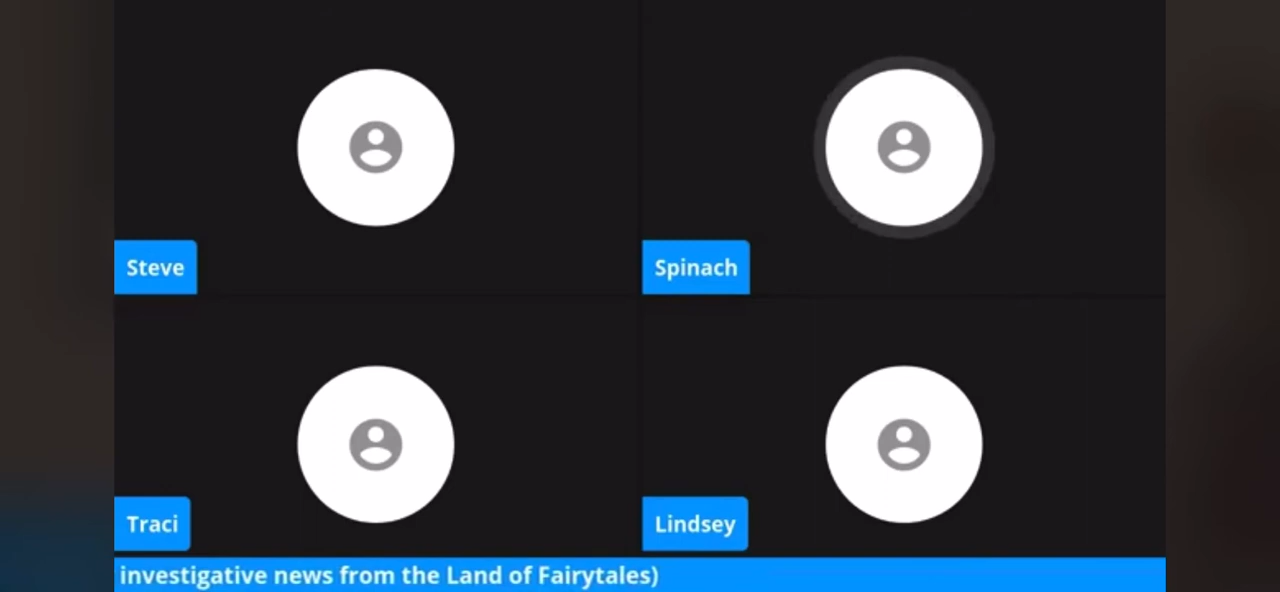 Steve
Spinach
Traci
Lindsey
investigative news from the Land of Fairytales)